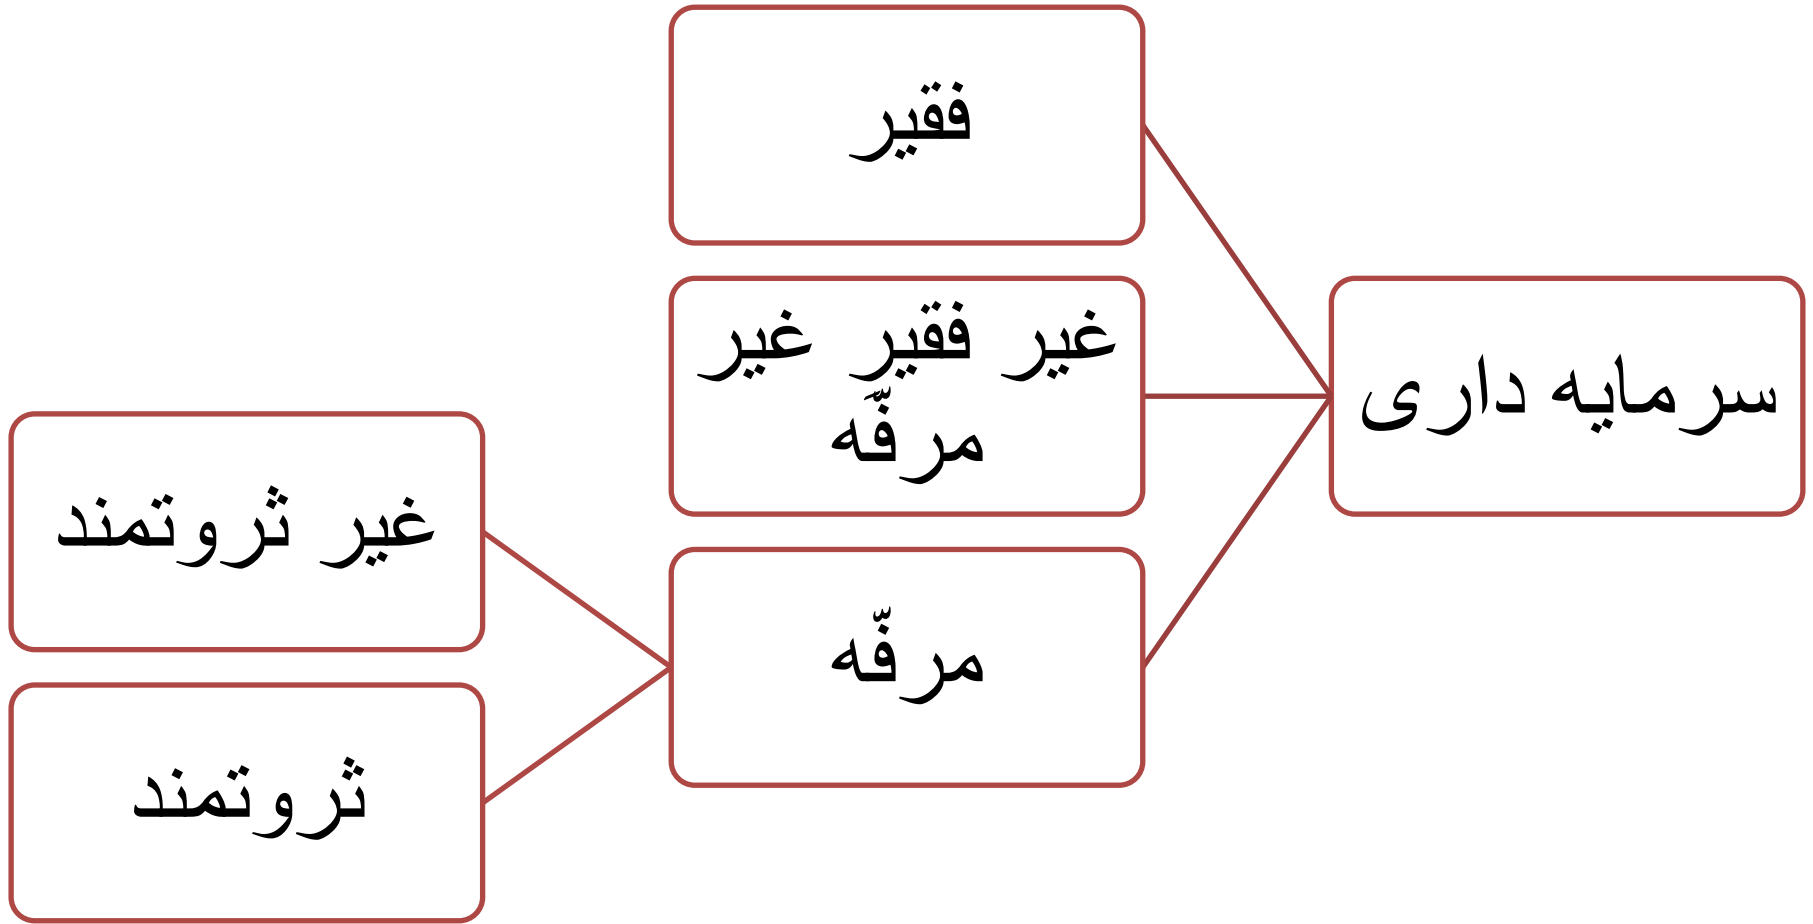 سرمایه داری
فقیر
غیر فقیر غیر
مرفّه
مرفّه
غیر ثروتمند
ثروتمند